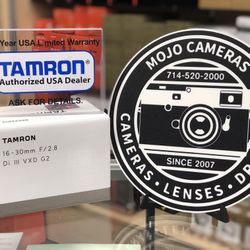 Year USA Limited Warranty
TAMRON
Authorized USA Dealer
ASK FOR DETAILS
TAMRON
16-30mm F/2.8
Di III VXD G2
MOJO CAMERAS
714-520-2000
SINCE 2007
CAMERAS • LENSES • DR